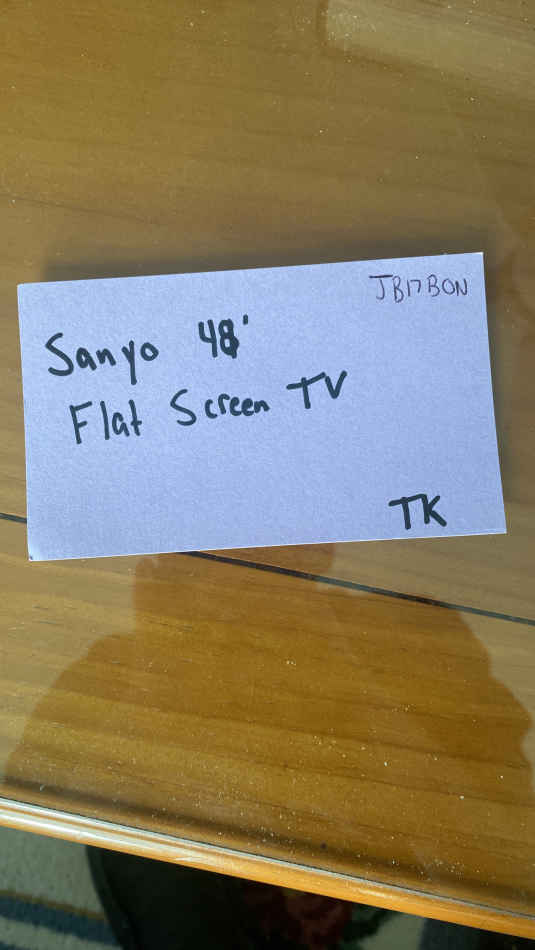 JB17BON
Sanyo 48'
Flat Screen TV
TK